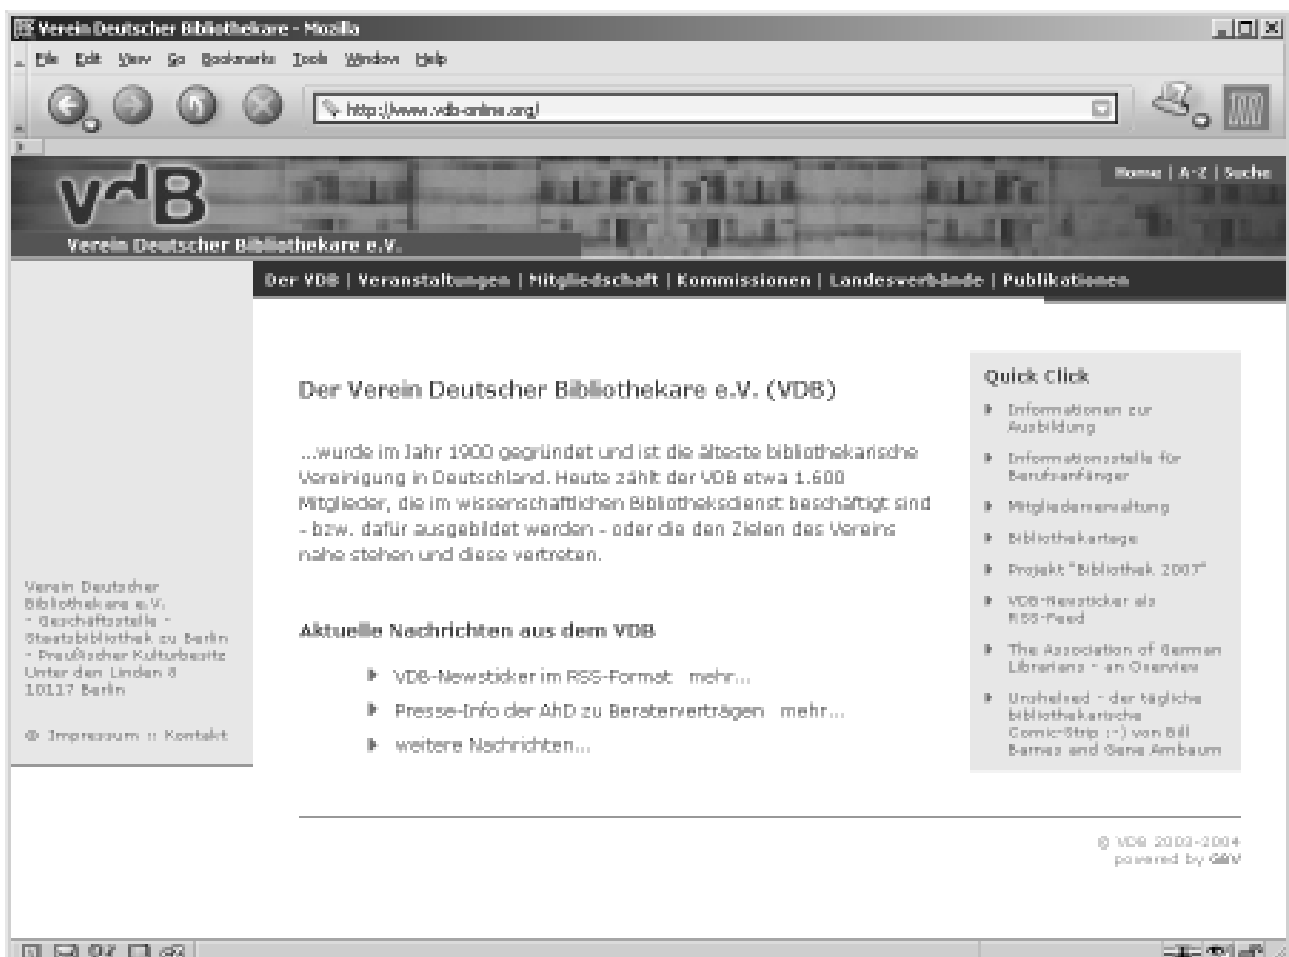 Verein Deutscher Bibliothekare - Mozilla
File Edit View Go Bookmarks Tools Window Help
http://www.vdb-online.org/
vdB
Home | A-Z | Suche
Verein Deutscher Bibliothekare e.V.
Der VDB | Veranstaltungen | Mitgliedschaft | Kommissionen | Landesverbände | Publikationen
Der Verein Deutscher Bibliothekare e.V. (VDB)
...wurde im Jahr 1900 gegründet und ist die älteste bibliothekarische
Vereinigung in Deutschland. Heute zählt der VDB etwa 1.600
Mitglieder, die im wissenschaftlichen Bibliotheksdienst beschäftigt sind
- bzw. dafür ausgebildet werden - oder die den Zielen des Vereins
nahe stehen und diese vertreten.
Aktuelle Nachrichten aus dem VDB
VDB-Newsticker im RSS-Format mehr...
Presse-Info der AhD zu Beraterverträgen mehr...
weitere Nachrichten...
Verein Deutscher
Bibliothekare e.V.
- Geschäftsstelle -
Staatsbibliothek zu Berlin
- Preußischer Kulturbesitz
Unter den Linden 8
10117 Berlin
© Impressum :: Kontakt
Quick Click
Informationen zur
Ausbildung
Informationsstelle für
Berufsanfänger
Mitgliederverwaltung
Bibliothekartage
Projekt "Bibliothek 2007"
VDB-Newsticker als
RSS-Feed
The Association of German
Librarians - an Overview
Unshelved - der tägliche
bibliothekarische
Comic-Strip :-) von Bill
Barnes and Gene Ambaum
© VDB 2003-2004
powered by GBV